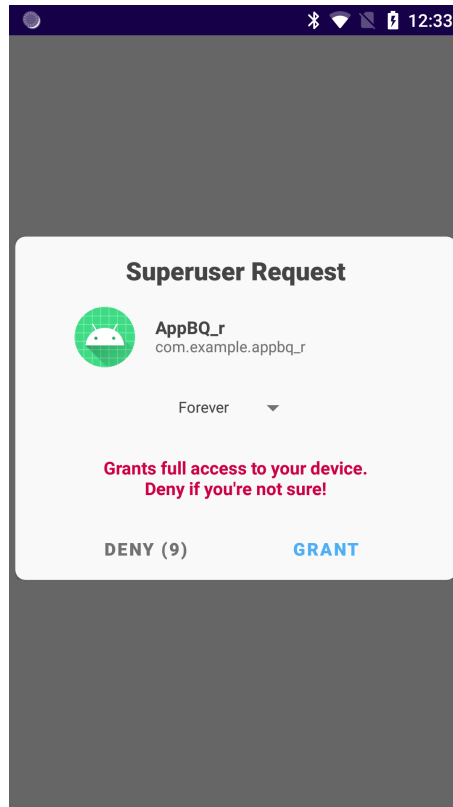 12:33
Superuser Request
AppBQ_r
com.example.appbq_r
Forever
Grants full access to your device.
Deny if you're not sure!
DENY (9)
GRANT